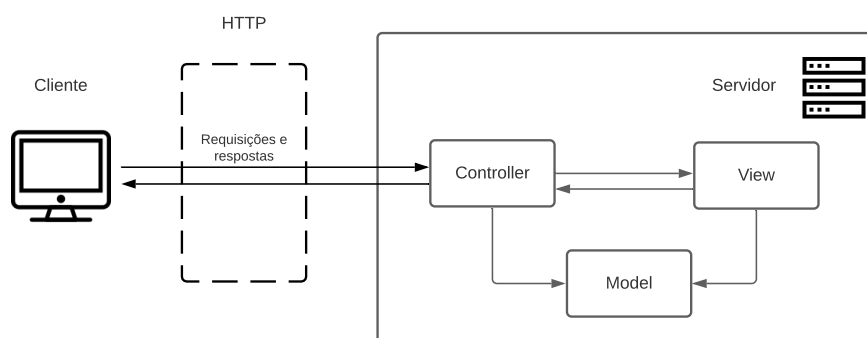 HTTP
Cliente
Servidor
Requisições e
respostas
Controller
View
Model